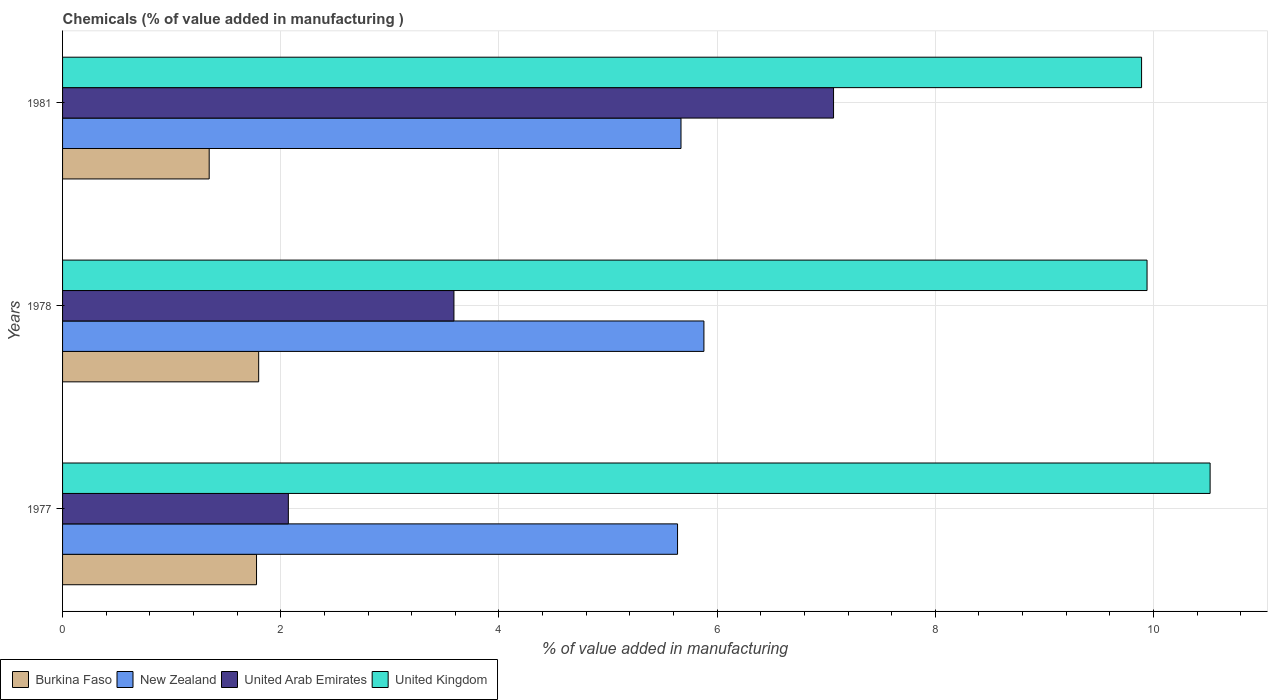 Chemicals (% of value added in manufacturing )
1981
1978
1977
Years
0 2 4 6 8 10
% of value added in manufacturing
Burkina Faso New Zealand United Arab Emirates United Kingdom